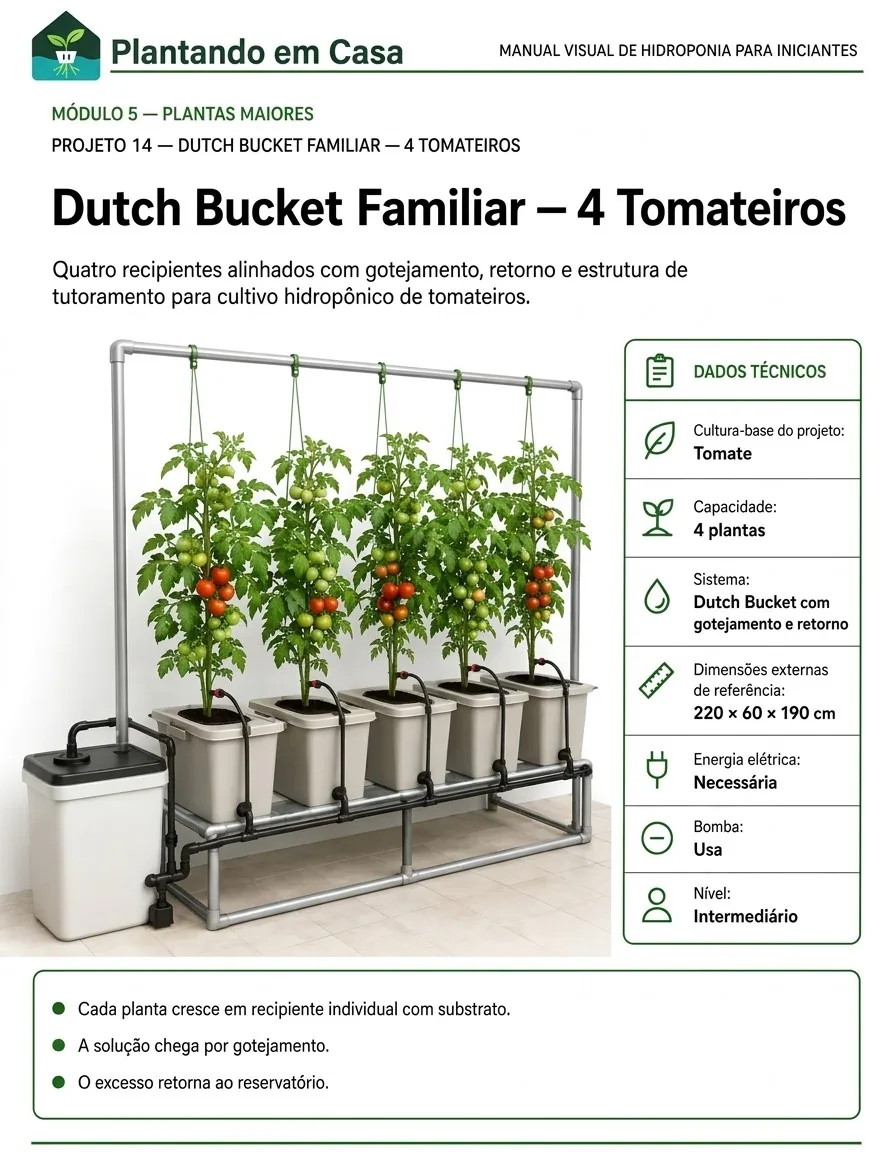 Plantando em Casa
MANUAL VISUAL DE HIDROPONIA PARA INICIANTES
MÓDULO 5 — PLANTAS MAIORES
PROJETO 14 — DUTCH BUCKET FAMILIAR — 4 TOMATEIROS
Dutch Bucket Familiar – 4 Tomateiros
Quatro recipientes alinhados com gotejamento, retorno e estrutura de
tutoramento para cultivo hidropônico de tomateiros.
DADOS TÉCNICOS
Cultura-base do projeto:
Tomate
Capacidade:
4 plantas
Sistema:
Dutch Bucket com
gotejamento e retorno
Dimensões externas
de referência:
220 × 60 × 190 cm
Energia elétrica:
Necessária
Bomba:
Usa
Nível:
Intermediário
Cada planta cresce em recipiente individual com substrato.
A solução chega por gotejamento.
O excesso retorna ao reservatório.